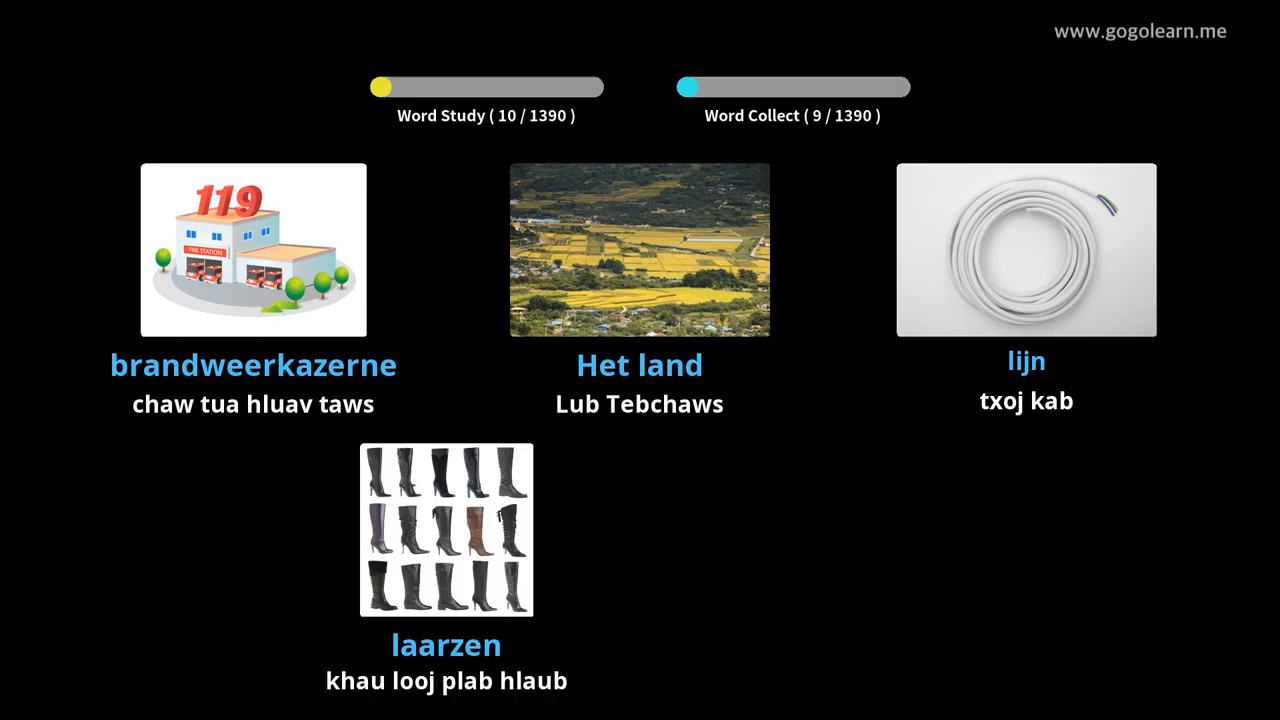 www.gogolearn.me
Word Study ( 10 / 1390 )
Word Collect ( 9 / 1390 )
119
FIRE STATION
brandweerkazerne
chaw tua hluav taws
Het land
Lub Tebchaws
lijn
txoj kab
laarzen
khau looj plab hlaub